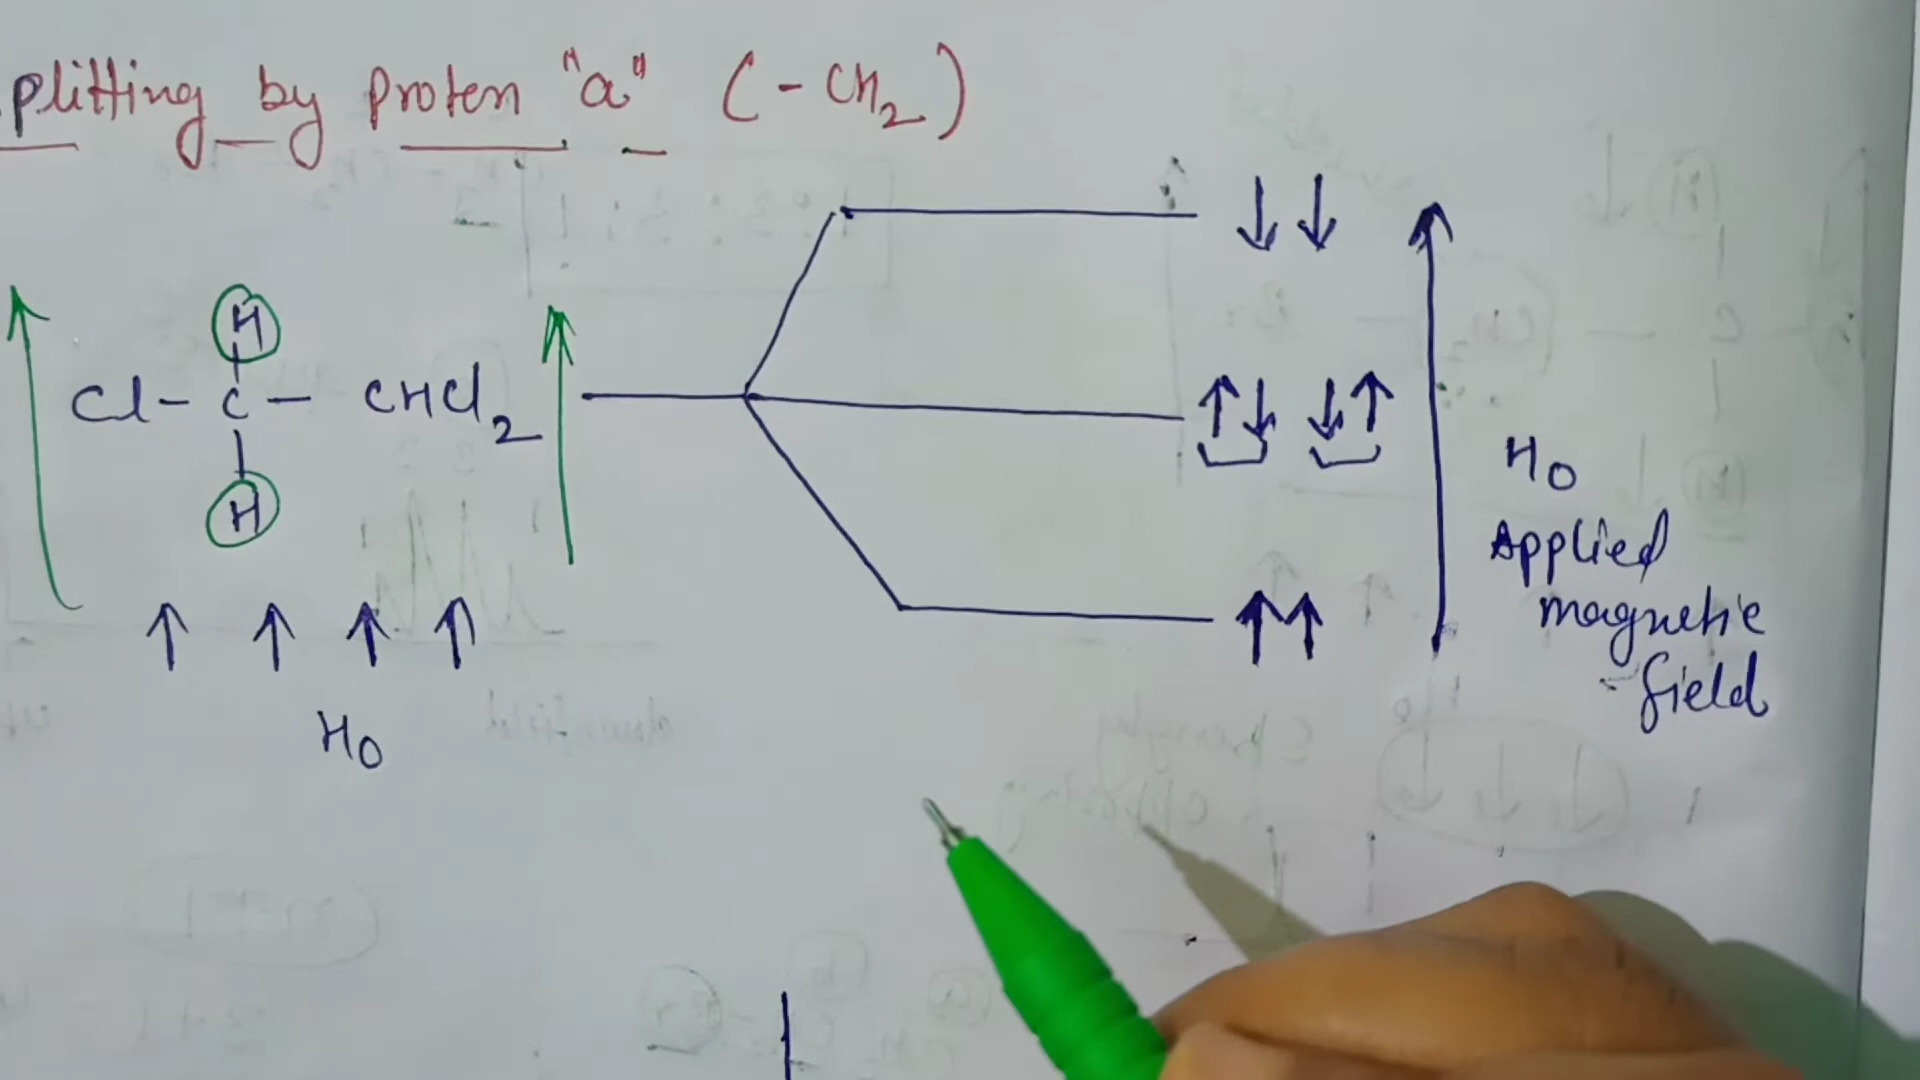 plitting by proton "a" (-CH2)
H
Cl - C - CHCl2
H
H0
↓ ↓
↑↓ ↓↑
↑↑
H0
Applied
magnetic
field